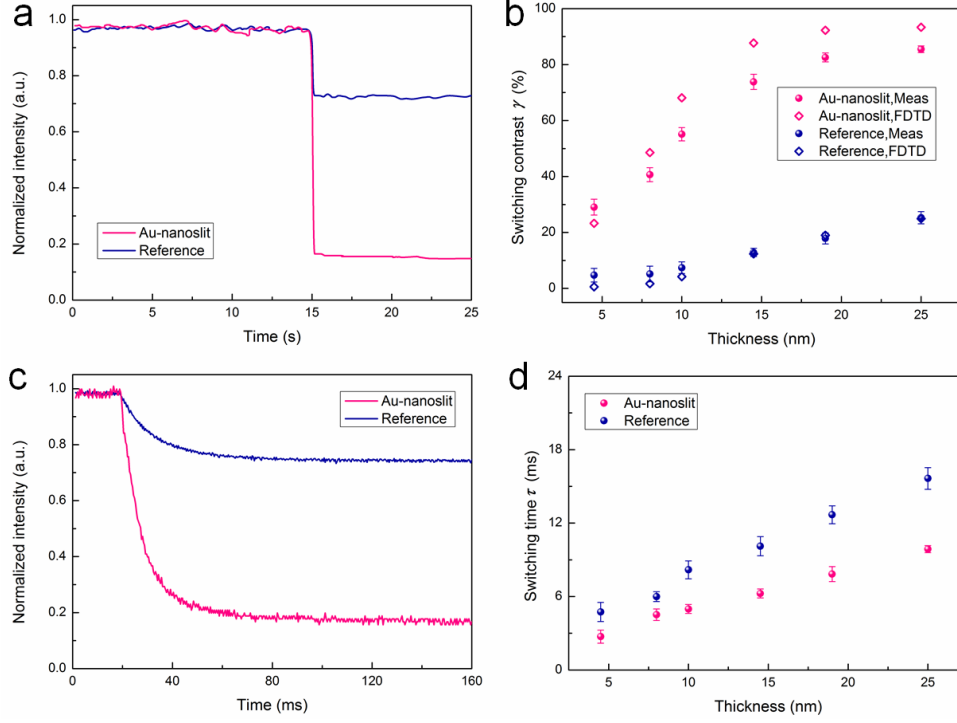 a
Normalized intensity (a.u.)
1.0
0.8
0.6
0.4
0.2
0.0
Au-nanoslit
Reference
0 5 10 15 20 25
Time (s)
b
Switching contrast γ (%)
100
80
60
40
20
0
Au-nanoslit,Meas
Au-nanoslit,FDTD
Reference,Meas
Reference,FDTD
5 10 15 20 25
Thickness (nm)
c
Normalized intensity (a.u.)
1.0
0.8
0.6
0.4
0.2
0.0
Au-nanoslit
Reference
0 40 80 120 160
Time (ms)
d
Switching time τ (ms)
24
18
12
6
0
Au-nanoslit
Reference
5 10 15 20 25
Thickness (nm)